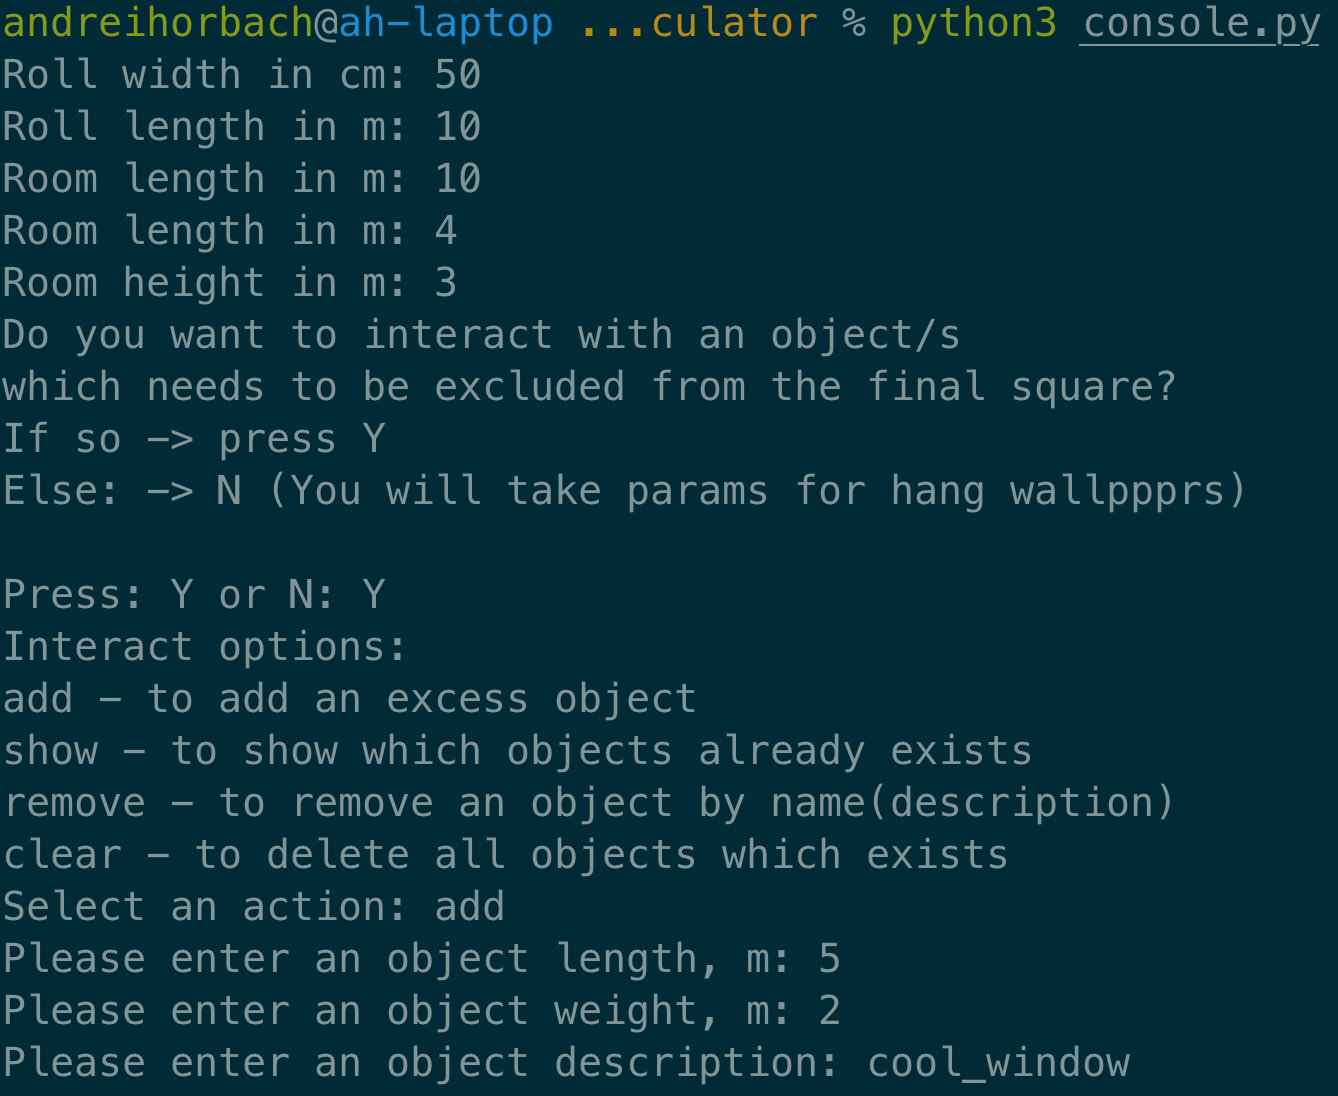 andreihorbach@ah-laptop ...culator % python3 console.py
Roll width in cm: 50
Roll length in m: 10
Room length in m: 10
Room length in m: 4
Room height in m: 3
Do you want to interact with an object/s
which needs to be excluded from the final square?
If so -> press Y
Else: -> N (You will take params for hang wallppprs)
Press: Y or N: Y
Interact options:
add - to add an excess object
show - to show which objects already exists
remove - to remove an object by name(description)
clear - to delete all objects which exists
Select an action: add
Please enter an object length, m: 5
Please enter an object weight, m: 2
Please enter an object description: cool_window